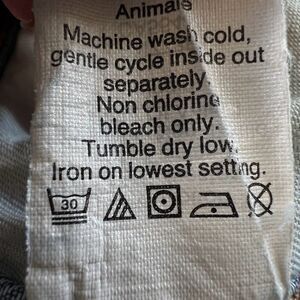 Animals
Machine wash cold,
gentle cycle inside out
separately.
Non chlorine
bleach only.
Tumble dry low.
Iron on lowest setting.
30